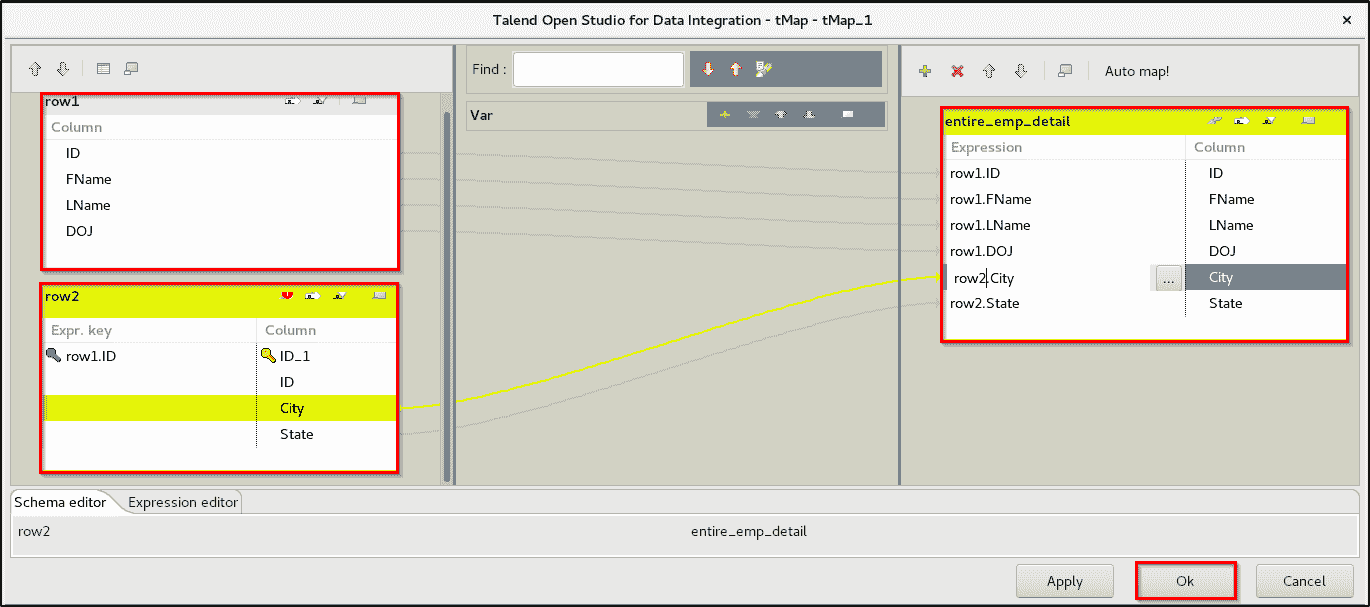 Talend Open Studio for Data Integration - tMap - tMap_1
Find :
Auto map!
row1
Column
ID
FName
LName
DOJ
Var
entire_emp_detail
Expression Column
row1.ID ID
row1.FName FName
row1.LName LName
row1.DOJ DOJ
row2.City ... City
row2.State State
row2
Expr. key Column
row1.ID ID_1
ID
City
State
Schema editor Expression editor
row2 entire_emp_detail
Apply Ok Cancel